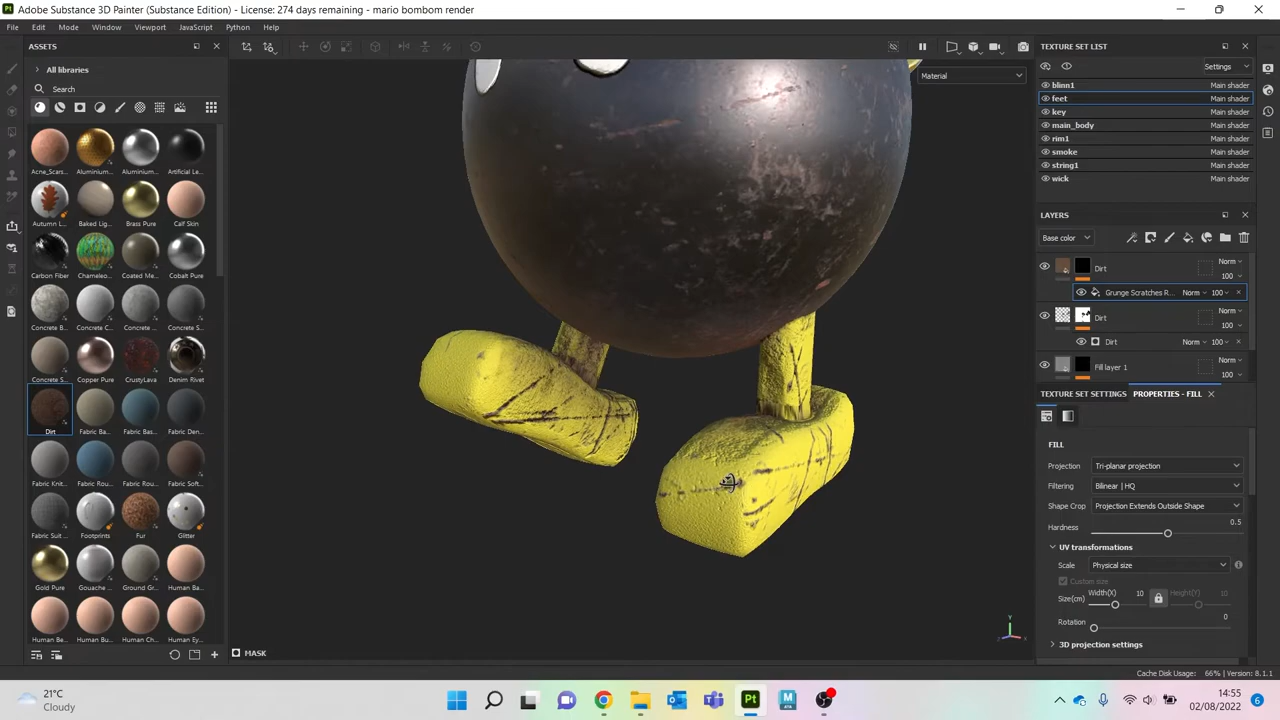 Adobe Substance 3D Painter (Substance Edition) - License: 274 days remaining - mario bombom render
File Edit Mode Window Viewport JavaScript Python Help
ASSETS
All libraries
Search
Acne_Scars... Aluminium... Aluminium... Artificial Le...
Autumn L... Baked Lig... Brass Pure Calf Skin
Carbon Fiber Chameleo... Coated Me... Cobalt Pure
Concrete B... Concrete C... Concrete ... Concrete S...
Concrete S... Copper Pure CrustyLava Denim Rivet
Dirt Fabric Ba... Fabric Bas... Fabric Den...
Fabric Knit... Fabric Rou... Fabric Rou... Fabric Soft...
Fabric Suit ... Footprints Fur Glitter
Gold Pure Gouache ... Ground Gr... Human Ba...
Human Be... Human Bu... Human Ch... Human Ey...
Material
MASK
Y
TEXTURE SET LIST
Settings
blinn1 Main shader
feet Main shader
key Main shader
main_body Main shader
rim1 Main shader
smoke Main shader
string1 Main shader
wick Main shader
LAYERS
Base color
Dirt Norm 100
Grunge Scratches R... Norm 100
Dirt Norm 100
Dirt Norm 100
Fill layer 1 Norm 100
TEXTURE SET SETTINGS PROPERTIES - FILL
FILL
Projection Tri-planar projection
Filtering Bilinear | HQ
Shape Crop Projection Extends Outside Shape
Hardness 0.5
UV transformations
Scale Physical size
Custom size
Size(cm) Width(X) 10 Height(Y) 10
Rotation 0
3D projection settings
Cache Disk Usage: 66% | Version: 8.1.1
21°C
Cloudy
14:55
02/08/2022
6